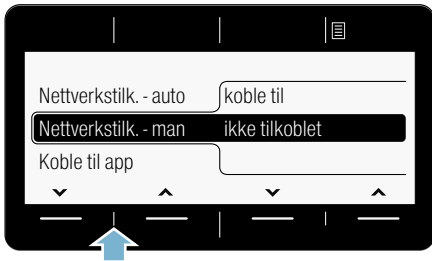 Nettverkstilk. - auto koble til
Nettverkstilk. - man ikke tilkoblet
Koble til app